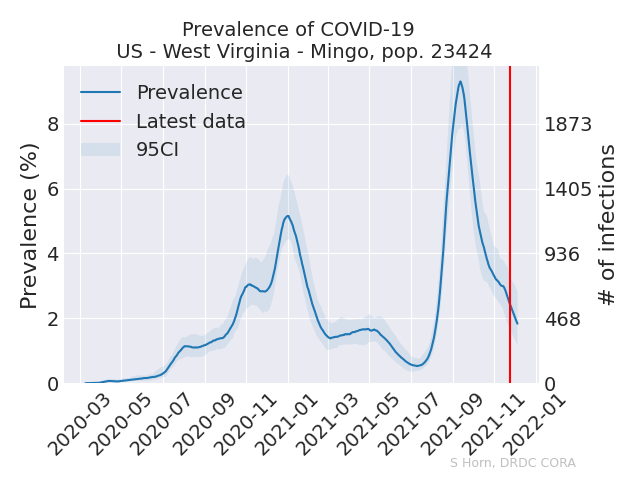 Prevalence of COVID-19
US - West Virginia - Mingo, pop. 23424
Prevalence
Latest data
95CI
Prevalence (%)
8
6
4
2
0
1873
1405
936
468
0
# of infections
2020-03
2020-05
2020-07
2020-09
2020-11
2021-01
2021-03
2021-05
2021-07
2021-09
2021-11
2022-01
S Horn, DRDC CORA